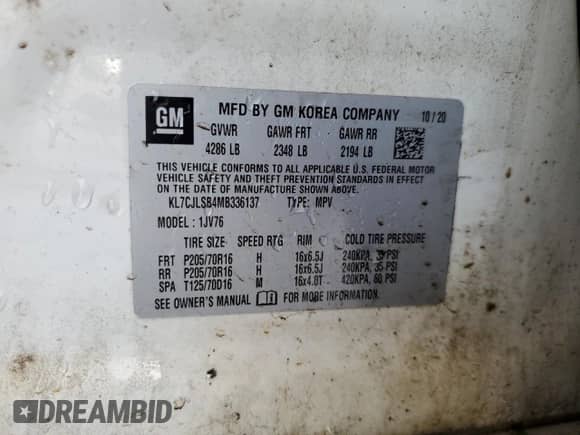 GM
MFD BY GM KOREA COMPANY 10/20
GVWR GAWR FRT GAWR RR
4286 LB 2348 LB 2194 LB
THIS VEHICLE CONFORMS TO ALL APPLICABLE U.S. FEDERAL MOTOR
VEHICLE SAFETY AND THEFT PREVENTION STANDARDS IN EFFECT ON
THE DATE OF MANUFACTURE SHOWN ABOVE.
KL7CJLSB4MB336137 TYPE: MPV
MODEL: 1JV76
TIRE SIZE SPEED RTG RIM COLD TIRE PRESSURE
FRT P205/70R16 H 16x6.5J 240KPA, 35 PSI
RR P205/70R16 H 16x6.5J 240KPA, 35 PSI
SPA T125/70D16 M 16x4.0T 420KPA, 60 PSI
SEE OWNER'S MANUAL FOR MORE INFORMATION.
DREAMBID